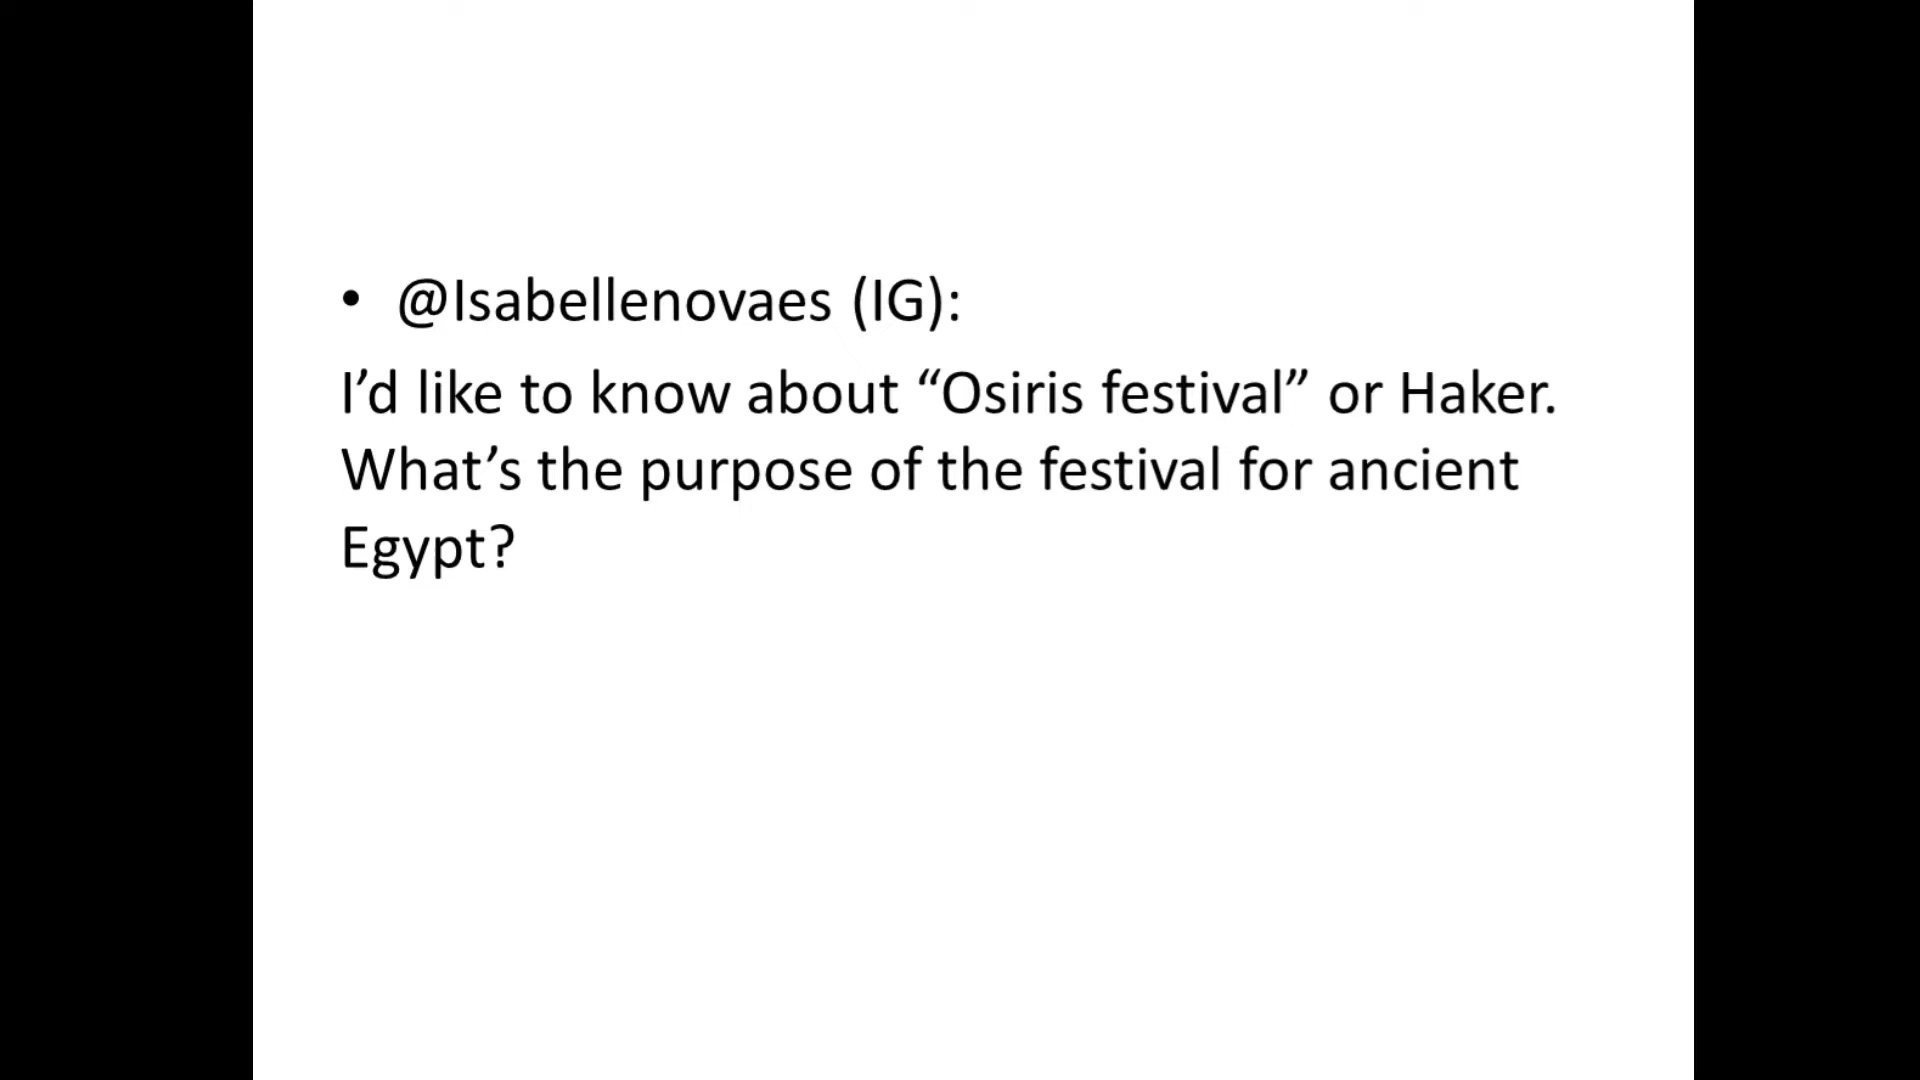 • @Isabellenovaes (IG):
I’d like to know about “Osiris festival” or Haker.
What’s the purpose of the festival for ancient
Egypt?